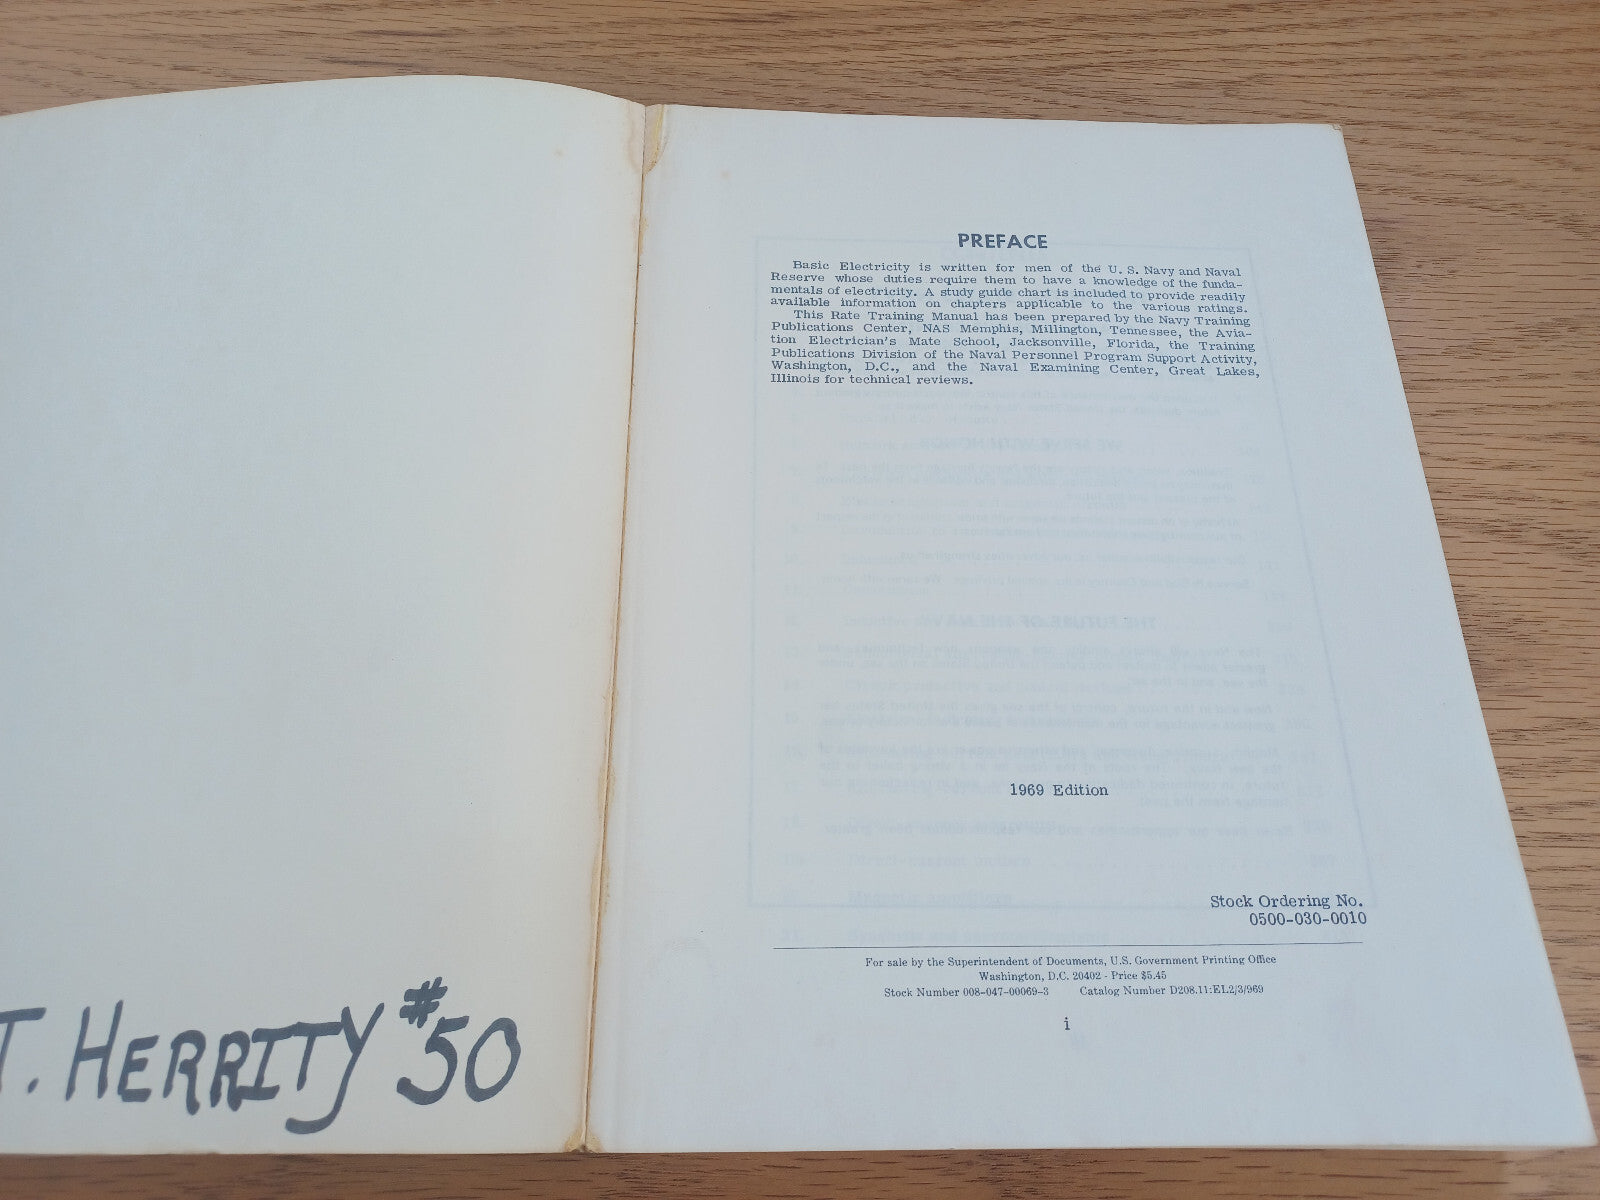 T. HERRITY #50
PREFACE
Basic Electricity is written for men of the U. S. Navy and Naval
Reserve whose duties require them to have a knowledge of the funda-
mentals of electricity. A study guide chart is included to provide readily
available information on chapters applicable to the various ratings.
This Rate Training Manual has been prepared by the Navy Training
Publications Center, NAS Memphis, Millington, Tennessee, the Avia-
tion Electrician's Mate School, Jacksonville, Florida, the Training
Publications Division of the Naval Personnel Program Support Activity,
Washington, D.C., and the Naval Examining Center, Great Lakes,
Illinois for technical reviews.
1969 Edition
Stock Ordering No.
0500-030-0010
For sale by the Superintendent of Documents, U.S. Government Printing Office
Washington, D.C. 20402 - Price $5.45
Stock Number 008-047-00069-3 Catalog Number D208.11:EL2/3/969
i